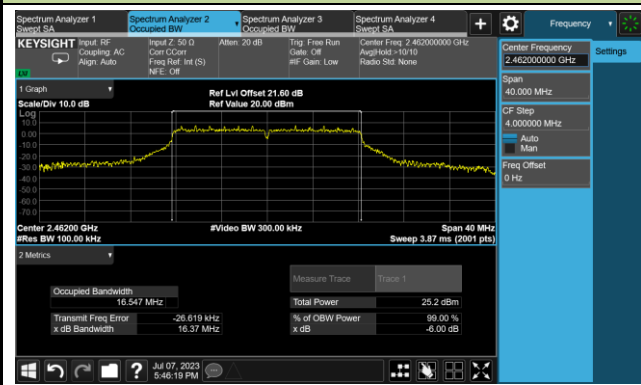 Spectrum Analyzer 1
Swept SA
Spectrum Analyzer 2
Occupied BW
Spectrum Analyzer 3
Occupied BW
Spectrum Analyzer 4
Swept SA
+
Frequency
KEYSIGHT
Input: RF
Coupling: AC
Align: Auto
Input Z: 50 Ω
Corr CCorr
Freq Ref: Int (S)
NFE: Off
Atten: 20 dB
Trig: Free Run
Gate: Off
#IF Gain: Low
Center Freq: 2.462000000 GHz
Avg|Hold:>10/10
Radio Std: None
Center Frequency
2.462000000 GHz
Settings
Span
40.000 MHz
CF Step
4.000000 MHz
Auto
Man
Freq Offset
0 Hz
1 Graph
Scale/Div 10.0 dB
Ref Lvl Offset 21.60 dB
Ref Value 20.00 dBm
Log
10.0
0.00
-10.0
-20.0
-30.0
-40.0
-50.0
-60.0
-70.0
Center 2.46200 GHz
#Res BW 100.00 kHz
#Video BW 300.00 kHz
Span 40 MHz
Sweep 3.87 ms (2001 pts)
2 Metrics
Measure Trace
Trace 1
Occupied Bandwidth
16.547 MHz
Total Power
25.2 dBm
Transmit Freq Error
-26.619 kHz
% of OBW Power
99.00 %
x dB Bandwidth
16.37 MHz
x dB
-6.00 dB
?
Jul 07, 2023
5:46:19 PM